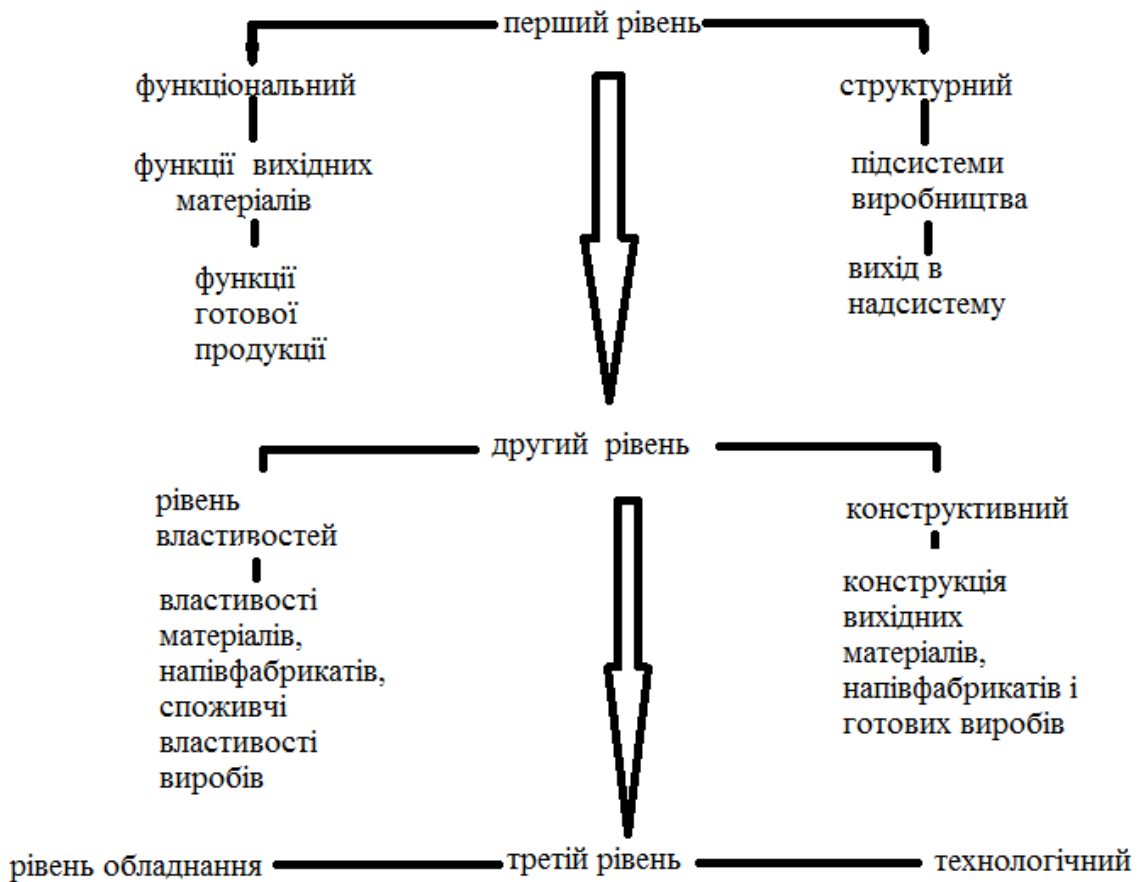 перший рівень
функціональний
структурний
функції вихідних
матеріалів
підсистеми
виробництва
функції
готової
продукції
вихід в
надсистему
другий рівень
рівень
властивостей
конструктивний
властивості
матеріалів,
напівфабрикатів,
споживчі
властивості
виробів
конструкція
вихідних
матеріалів,
напівфабрикатів і
готових виробів
рівень обладнання
третій рівень
технологічний